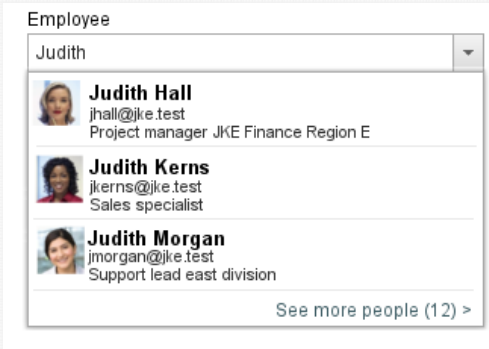 Employee
Judith
Judith Hall
jhall@jke.test
Project manager JKE Finance Region E
Judith Kerns
jkerns@jke.test
Sales specialist
Judith Morgan
jmorgan@jke.test
Support lead east division
See more people (12) >